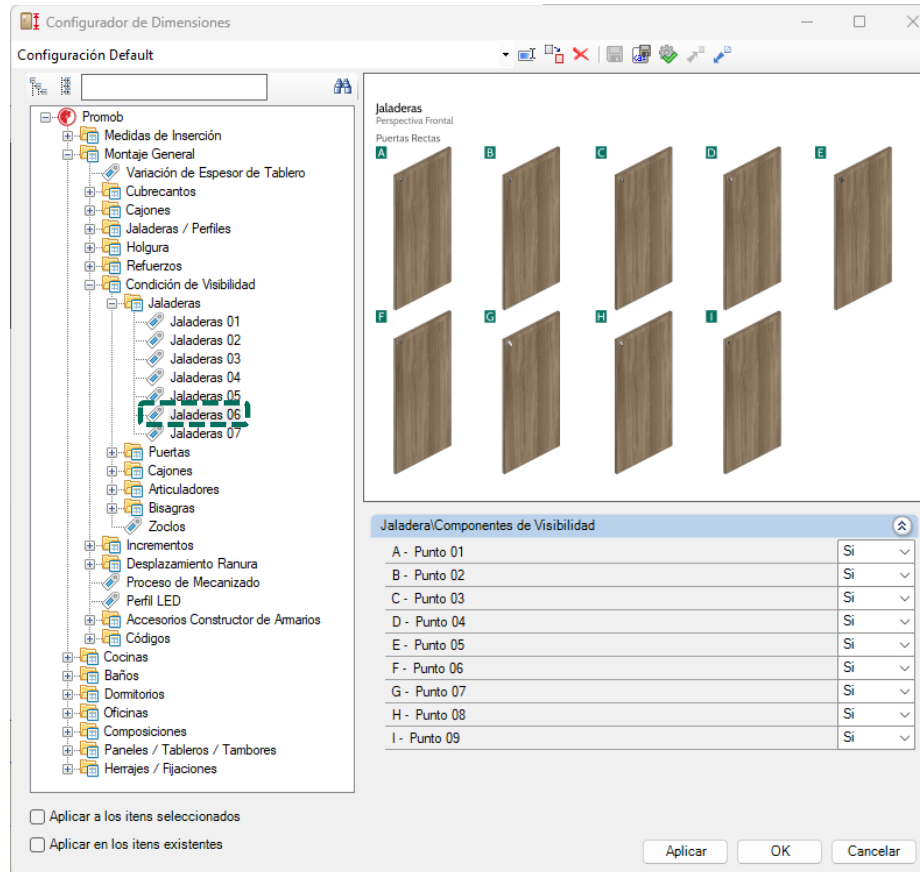 Configurador de Dimensiones
Configuración Default
Promob
Medidas de Inserción
Montaje General
Variación de Espesor de Tablero
Cubrecantos
Cajones
Jaladeras / Perfiles
Holgura
Refuerzos
Condición de Visibilidad
Jaladeras
Jaladeras 01
Jaladeras 02
Jaladeras 03
Jaladeras 04
Jaladeras 05
Jaladeras 06
Jaladeras 07
Puertas
Cajones
Articuladores
Bisagras
Zoclos
Incrementos
Desplazamiento Ranura
Proceso de Mecanizado
Perfil LED
Accesorios Constructor de Armarios
Códigos
Cocinas
Baños
Dormitorios
Oficinas
Composiciones
Paneles / Tableros / Tambores
Herrajes / Fijaciones
Jaladeras
Perspectiva Frontal
Puertas Rectas
A B C D E
F G H I
Jaladera\Componentes de Visibilidad
A - Punto 01 Si
B - Punto 02 Si
C - Punto 03 Si
D - Punto 04 Si
E - Punto 05 Si
F - Punto 06 Si
G - Punto 07 Si
H - Punto 08 Si
I - Punto 09 Si
Aplicar a los itens seleccionados
Aplicar en los itens existentes
Aplicar OK Cancelar